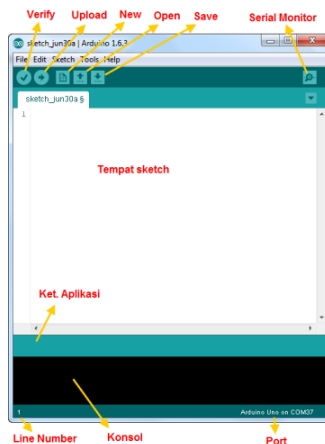 Verify Upload New Open Save Serial Monitor
sketch_jun30a | Arduino 1.6.3
File Edit Sketch Tools Help
sketch_jun30a §
1
Tempat sketch
Ket. Aplikasi
1 Arduino Uno on COM37
Line Number Konsol Port